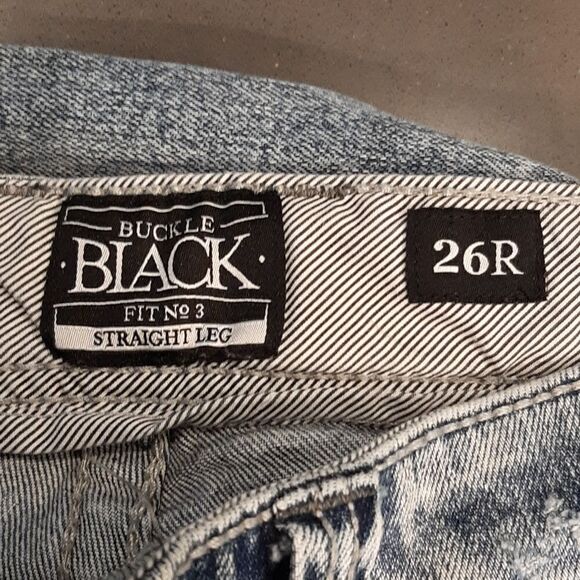 BUCKLE
·BLACK·
FIT Nº 3
STRAIGHT LEG
26R